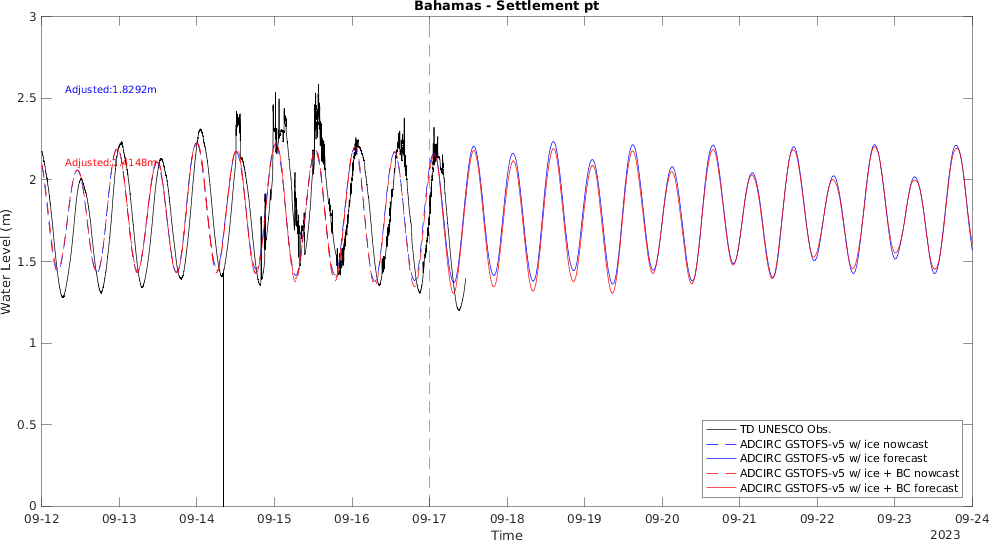 Bahamas - Settlement pt
3
2.5
2
1.5
1
0.5
0
Water Level (m)
Adjusted:1.8292m
09-12
09-13
09-14
09-15
09-16
09-17
09-18
09-19
09-20
09-21
09-22
09-23
09-24
Time
2023
TD UNESCO Obs.
ADCIRC GSTOFS-v5 w/ ice nowcast
ADCIRC GSTOFS-v5 w/ ice forecast
ADCIRC GSTOFS-v5 w/ ice + BC nowcast
ADCIRC GSTOFS-v5 w/ ice + BC forecast